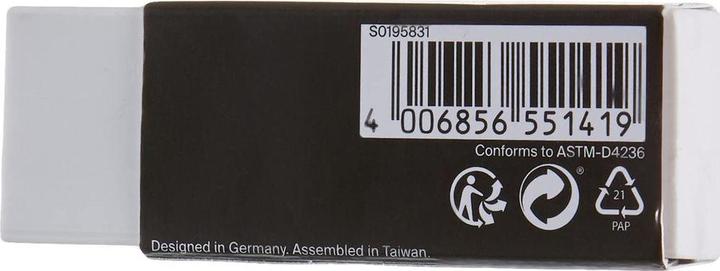 S0195831
4 006856 551419
Conforms to ASTM-D4236
®
21
PAP
Designed in Germany. Assembled in Taiwan.